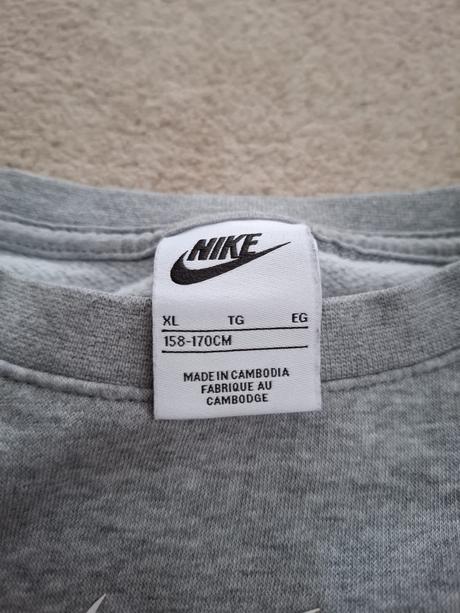 NIKE
XL TG EG
158-170CM
MADE IN CAMBODIA
FABRIQUE AU
CAMBODGE